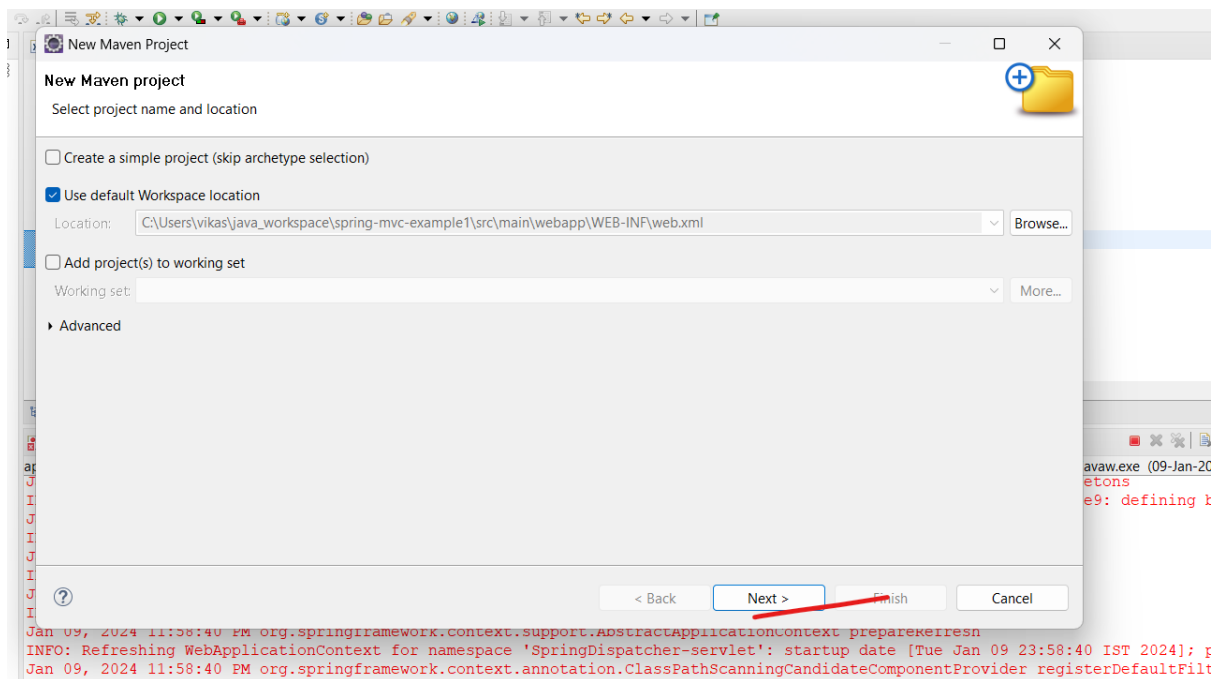 New Maven Project
New Maven project
Select project name and location
Create a simple project (skip archetype selection)
Use default Workspace location
Location: C:\Users\vikas\java_workspace\spring-mvc-example1\src\main\webapp\WEB-INF\web.xml Browse...
Add project(s) to working set
Working set: More...
Advanced
avaw.exe (09-Jan-20
etons
e9: defining b
< Back Next > Finish Cancel
Jan 09, 2024 11:58:40 PM org.springframework.context.support.AbstractApplicationContext prepareRefresh
INFO: Refreshing WebApplicationContext for namespace 'SpringDispatcher-servlet': startup date [Tue Jan 09 23:58:40 IST 2024]; p
Jan 09, 2024 11:58:40 PM org.springframework.context.annotation.ClassPathScanningCandidateComponentProvider registerDefaultFilt